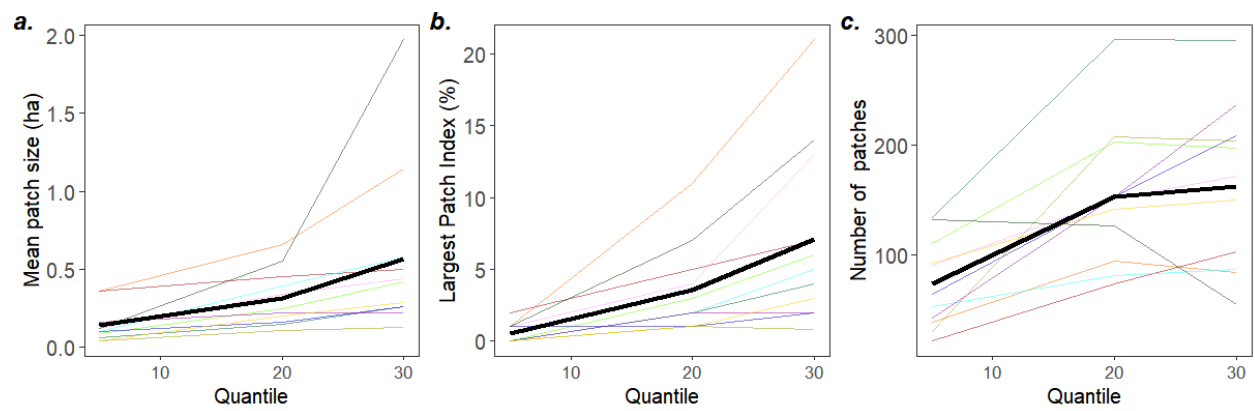 a.
Mean patch size (ha)
2.0
1.5
1.0
0.5
0.0
10
20
30
Quantile
b.
Largest Patch Index (%)
20
15
10
5
0
10
20
30
Quantile
c.
Number of patches
300
200
100
10
20
30
Quantile